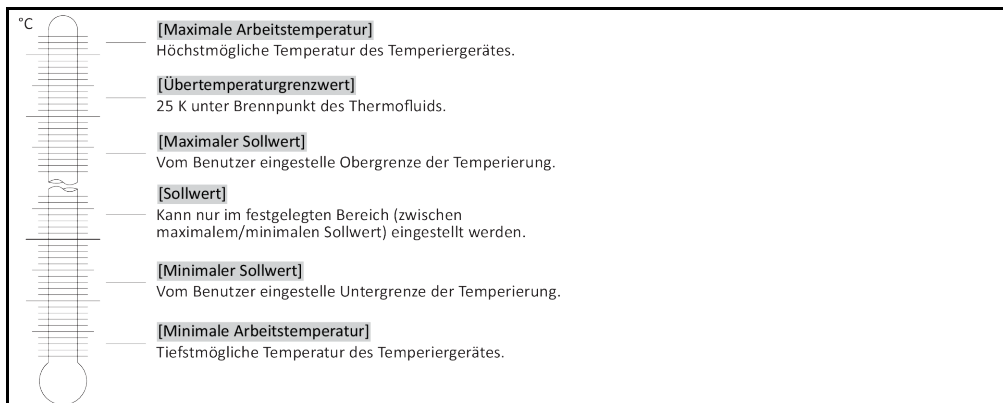 °C
[Maximale Arbeitstemperatur]
Höchstmögliche Temperatur des Temperiergerätes.
[Übertemperaturgrenzwert]
25 K unter Brennpunkt des Thermofluids.
[Maximaler Sollwert]
Vom Benutzer eingestelle Obergrenze der Temperierung.
[Sollwert]
Kann nur im festgelegten Bereich (zwischen
maximalem/minimalen Sollwert) eingestellt werden.
[Minimaler Sollwert]
Vom Benutzer eingestelle Untergrenze der Temperierung.
[Minimale Arbeitstemperatur]
Tiefstmögliche Temperatur des Temperiergerätes.